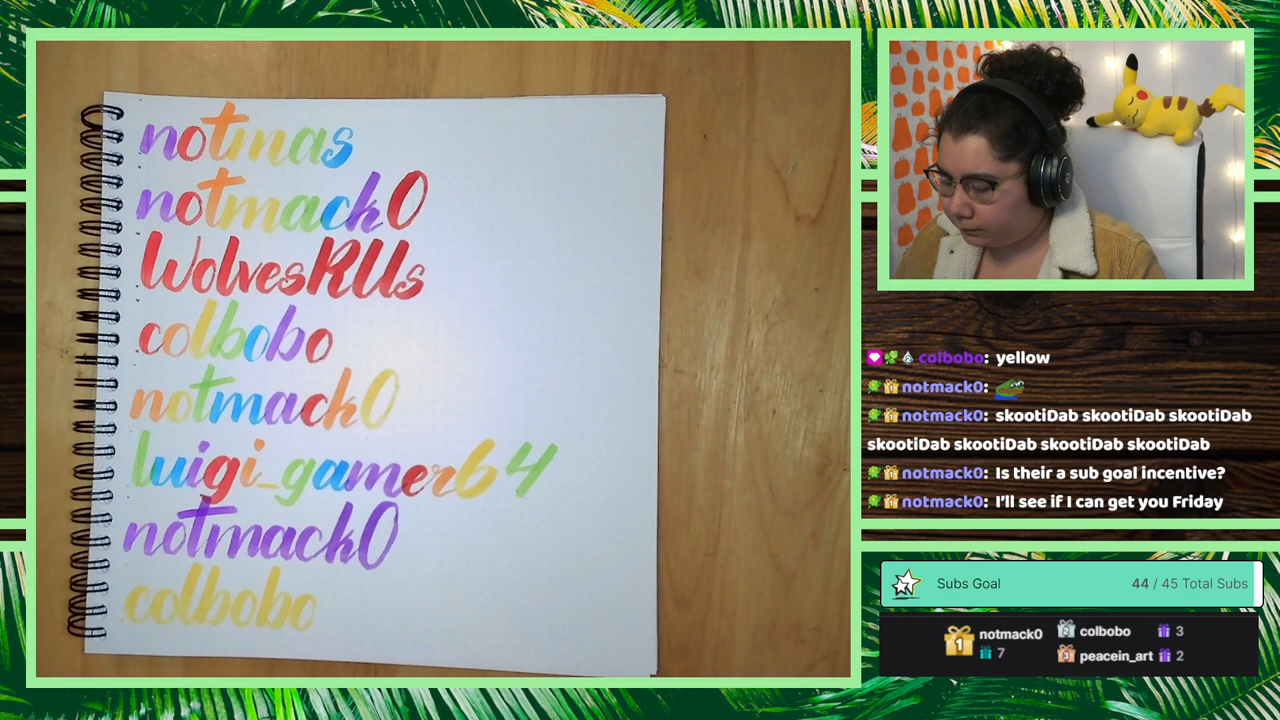 notmas
notmack0
WolvesRUs
colbobo
notmack0
luigi_gamer64
notmack0
colbobo
colbobo: yellow
notmack0:
notmack0: skootiDab skootiDab skootiDab
skootiDab skootiDab skootiDab skootiDab
notmack0: Is their a sub goal incentive?
notmack0: I'll see if I can get you Friday
Subs Goal 44 / 45 Total Subs
1 notmack0 7
2 colbobo 3
3 peacein_art 2